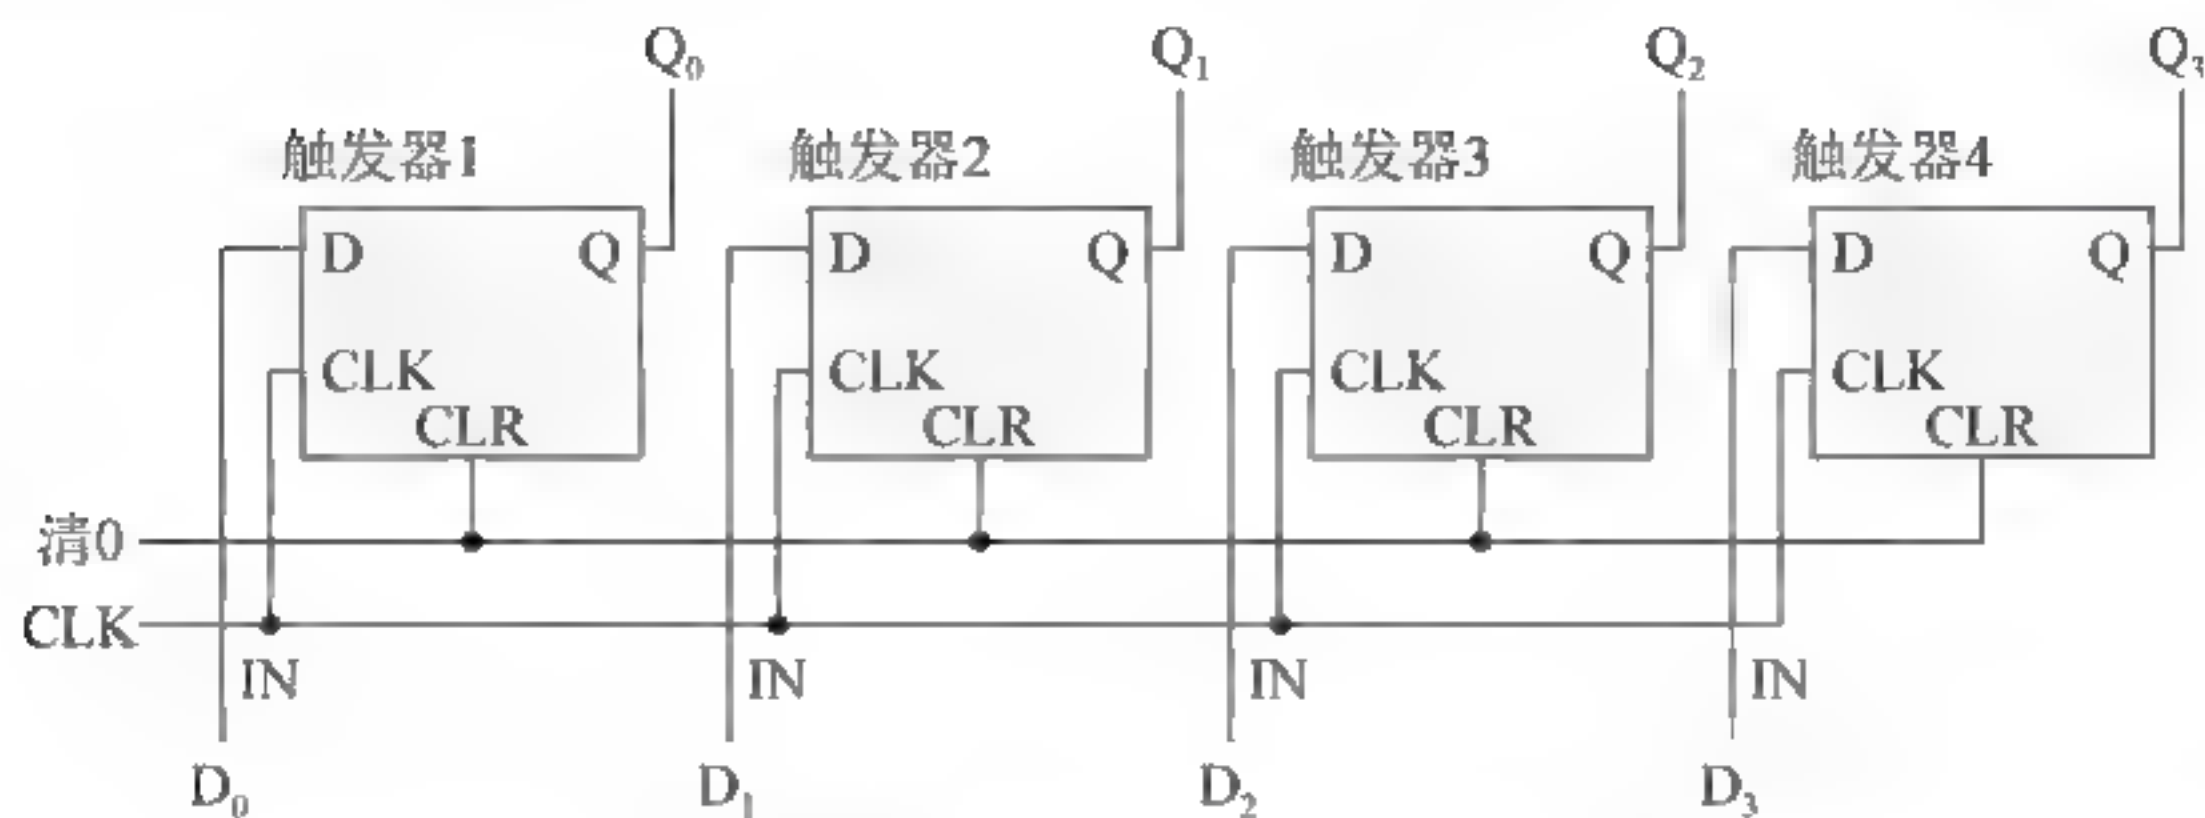 Q₀ Q₁ Q₂ Q₃
触发器1 触发器2 触发器3 触发器4
D Q D Q D Q D Q
CLK CLK CLK CLK
CLR CLR CLR CLR
清0
CLK
IN IN IN IN
D₀ D₁ D₂ D₃